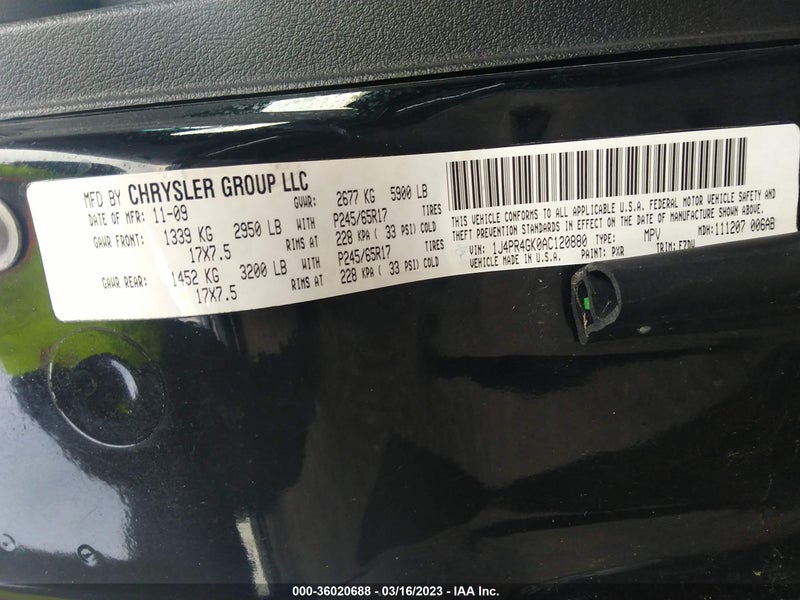 MFD BY CHRYSLER GROUP LLC
DATE OF MFR: 11-09 GVWR: 2677 KG 5900 LB
GAWR FRONT: 1339 KG 2950 LB WITH P245/65R17 TIRES
17X7.5 RIMS AT 228 KPA ( 33 PSI) COLD
GAWR REAR: 1452 KG 3200 LB WITH P245/65R17 TIRES
17X7.5 RIMS AT 228 KPA ( 33 PSI) COLD
THIS VEHICLE CONFORMS TO ALL APPLICABLE U.S.A. FEDERAL MOTOR VEHICLE SAFETY AND
THEFT PREVENTION STANDARDS IN EFFECT ON THE DATE OF MANUFACTURE SHOWN ABOVE.
VIN: 1J4PR4GK0AC120880 TYPE: MPV MDH: 111207 006AB
VEHICLE MADE IN U.S.A. PAINT: PXR TRIM:
000-36020688 - 03/16/2023 - IAA Inc.